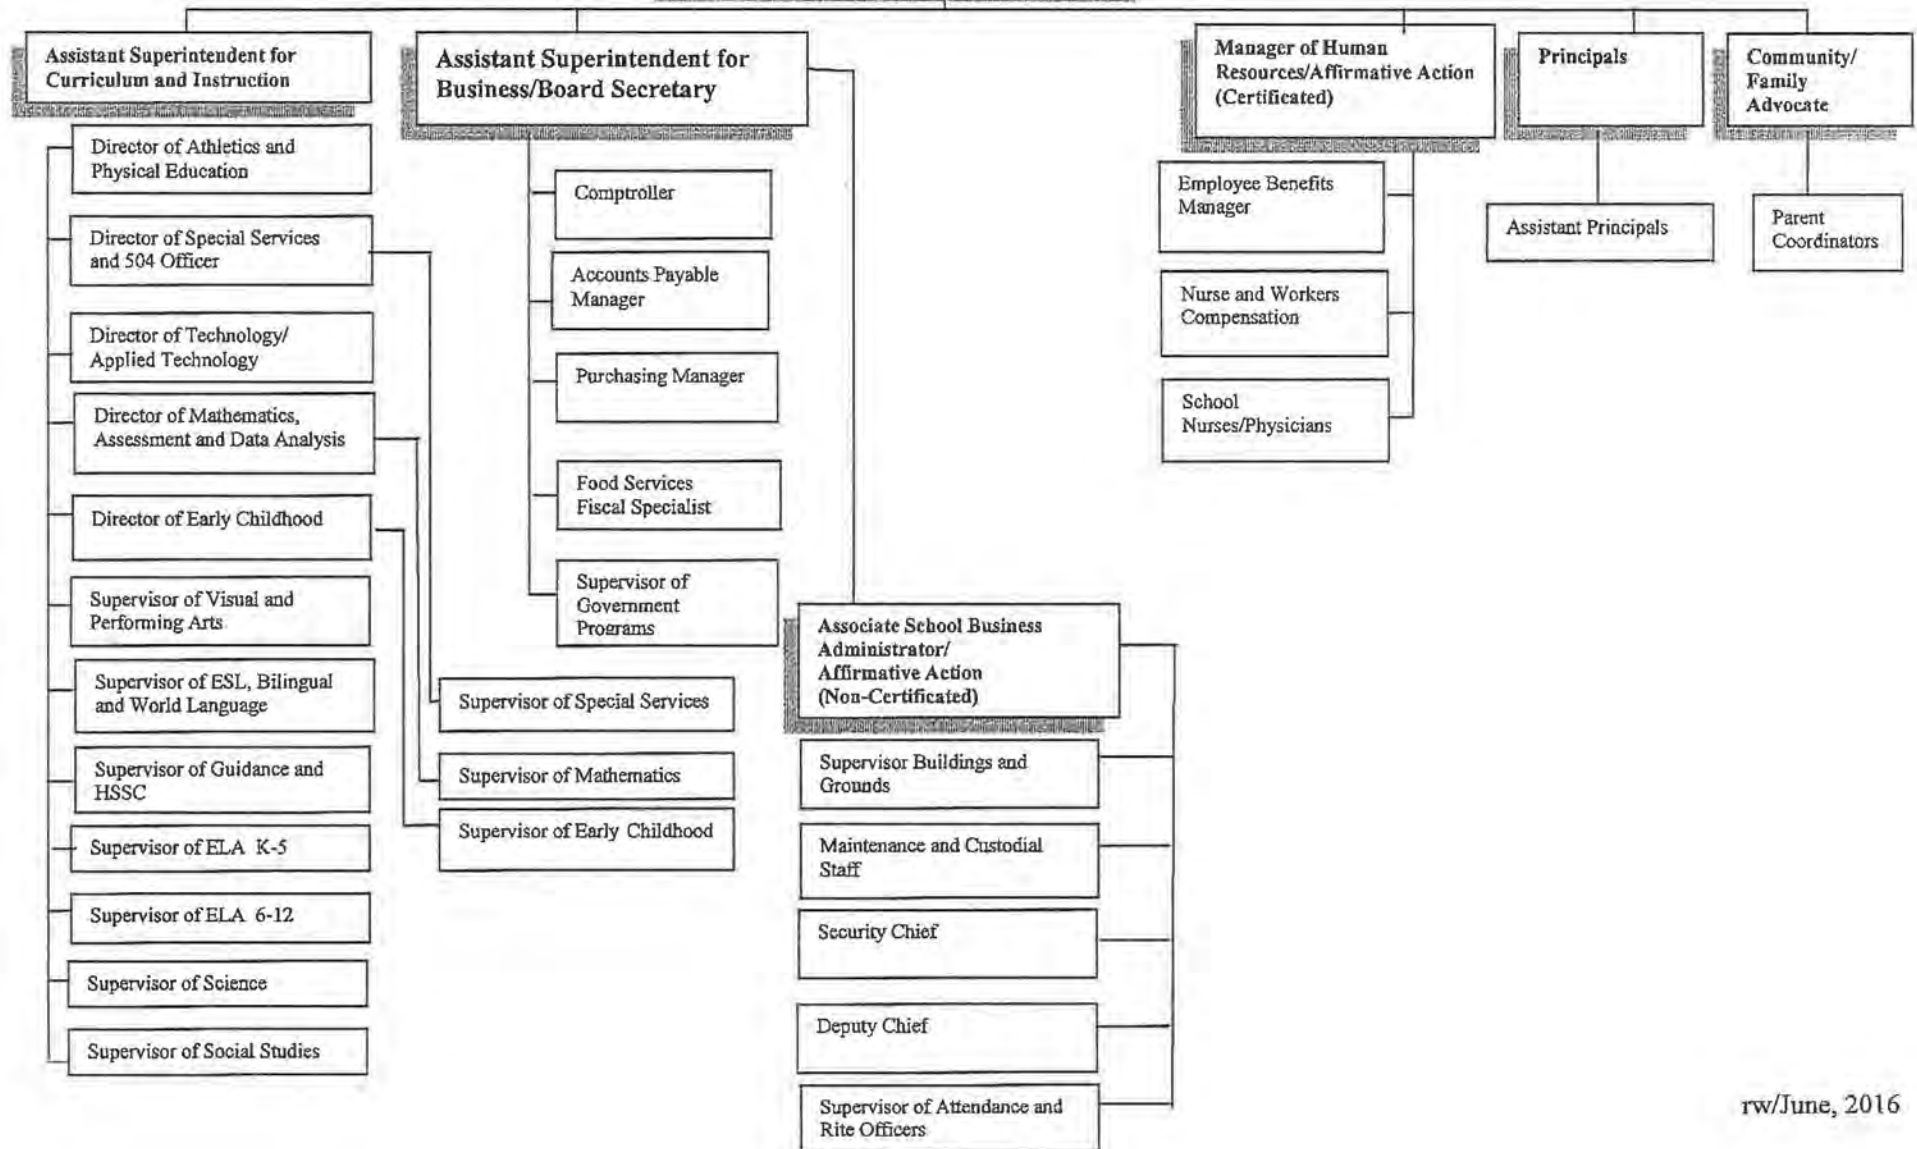 Assistant Superintendent for
Curriculum and Instruction
Director of Athletics and
Physical Education
Director of Special Services
and 504 Officer
Director of Technology/
Applied Technology
Director of Mathematics,
Assessment and Data Analysis
Director of Early Childhood
Supervisor of Visual and
Performing Arts
Supervisor of ESL, Bilingual
and World Language
Supervisor of Guidance and
HSSC
Supervisor of ELA K-5
Supervisor of ELA 6-12
Supervisor of Science
Supervisor of Social Studies
Supervisor of Special Services
Supervisor of Mathematics
Supervisor of Early Childhood
Assistant Superintendent for
Business/Board Secretary
Comptroller
Accounts Payable
Manager
Purchasing Manager
Food Services
Fiscal Specialist
Supervisor of
Government
Programs
Associate School Business
Administrator/
Affirmative Action
(Non-Certificated)
Supervisor Buildings and
Grounds
Maintenance and Custodial
Staff
Security Chief
Deputy Chief
Supervisor of Attendance and
Rite Officers
Manager of Human
Resources/Affirmative Action
(Certificated)
Employee Benefits
Manager
Nurse and Workers
Compensation
School
Nurses/Physicians
Principals
Assistant Principals
Community/
Family
Advocate
Parent
Coordinators
rw/June, 2016